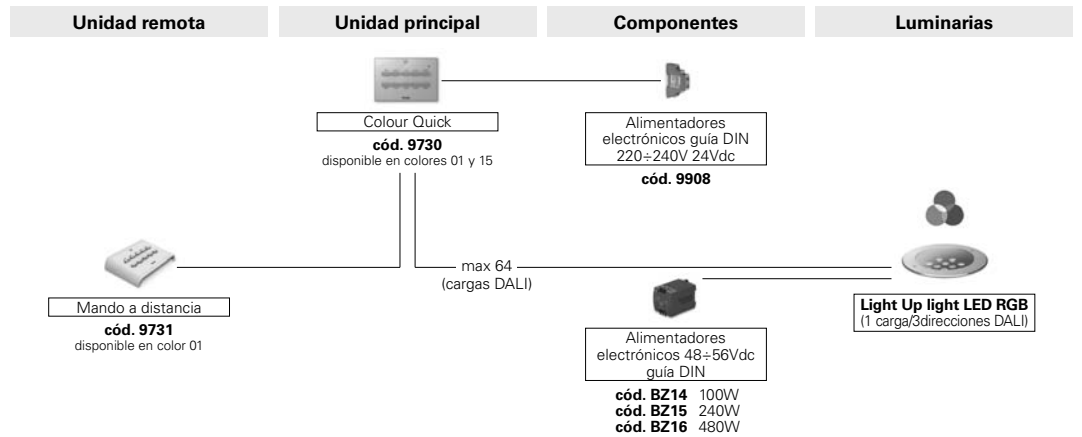 Unidad remota
Unidad principal
Componentes
Luminarias
Colour Quick
cód. 9730
disponible en colores 01 y 15
Alimentadores
electrónicos guía DIN
220÷240V 24Vdc
cód. 9908
Mando a distancia
cód. 9731
disponible en color 01
max 64
(cargas DALI)
Alimentadores
electrónicos 48÷56Vdc
guía DIN
cód. BZ14 100W
cód. BZ15 240W
cód. BZ16 480W
Light Up light LED RGB
(1 carga/3direcciones DALI)